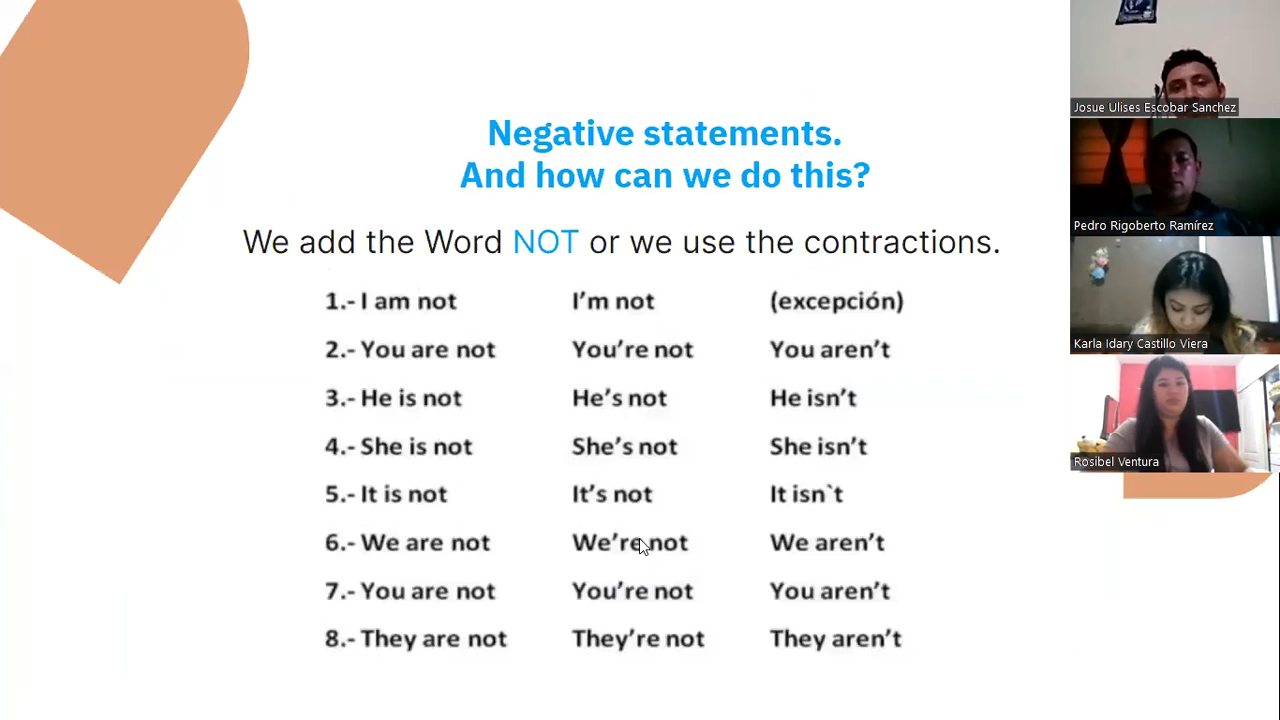 Negative statements.
And how can we do this?
We add the Word NOT or we use the contractions.
1.- I am not I'm not (excepción)
2.- You are not You're not You aren't
3.- He is not He's not He isn't
4.- She is not She's not She isn't
5.- It is not It's not It isn`t
6.- We are not We're not We aren't
7.- You are not You're not You aren't
8.- They are not They're not They aren't
Josue Ulises Escobar Sanchez
Pedro Rigoberto Ramírez
Karla Idary Castillo Viera
Rosibel Ventura